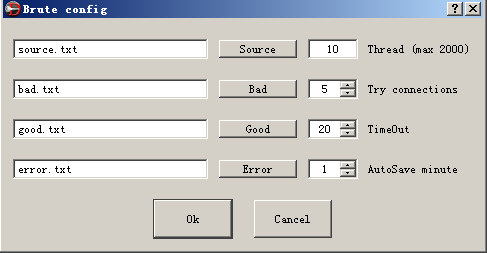 Brute config
source.txt Source 10 Thread (max 2000)
bad.txt Bad 5 Try connections
good.txt Good 20 TimeOut
error.txt Error 1 AutoSave minute
Ok Cancel